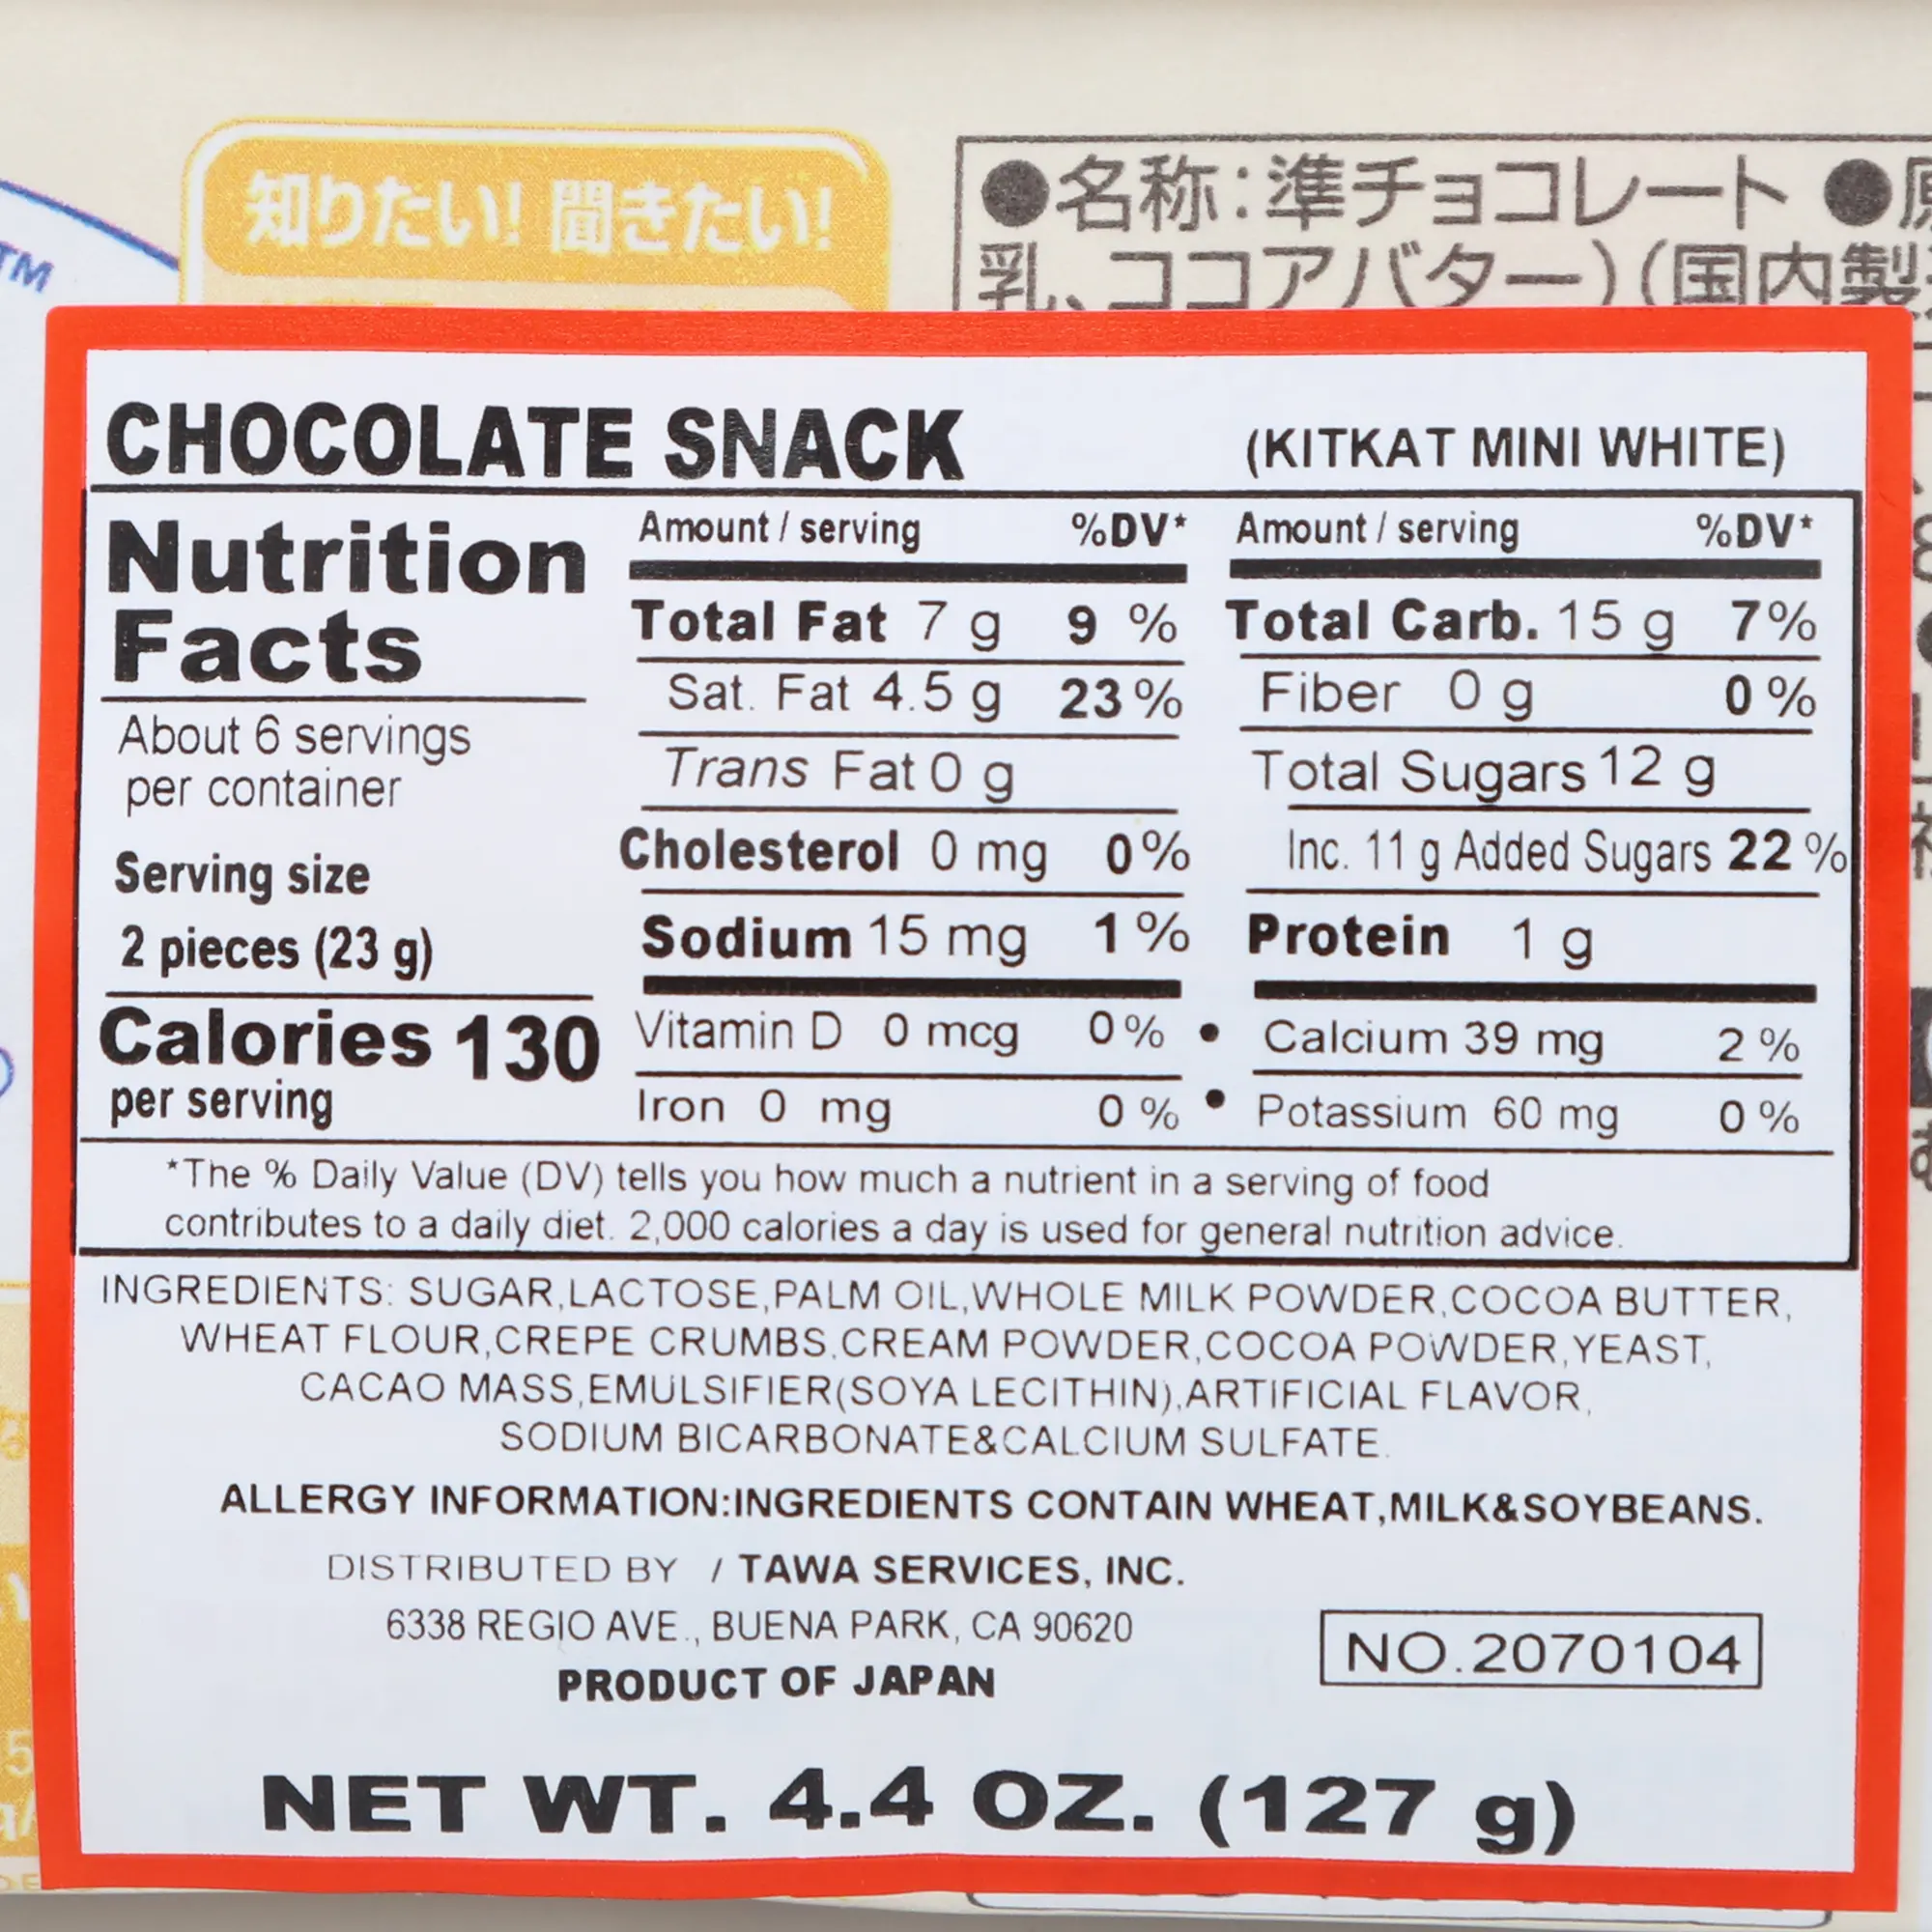 TM
知りたい! 聞きたい!
●名称:準チョコレート ●
乳、ココアバター)(国内製
CHOCOLATE SNACK (KITKAT MINI WHITE)
Nutrition
Facts
About 6 servings
per container
Serving size
2 pieces (23 g)
Calories 130
per serving
Amount / serving %DV*
Total Fat 7 g 9 %
Sat. Fat 4.5 g 23%
Trans Fat 0 g
Cholesterol 0 mg 0%
Sodium 15 mg 1%
Vitamin D 0 mcg 0% •
Iron 0 mg 0% •
Amount / serving %DV*
Total Carb. 15 g 7%
Fiber 0 g 0%
Total Sugars 12 g
Inc. 11 g Added Sugars 22%
Protein 1 g
Calcium 39 mg 2%
Potassium 60 mg 0%
*The % Daily Value (DV) tells you how much a nutrient in a serving of food
contributes to a daily diet. 2,000 calories a day is used for general nutrition advice.
INGREDIENTS: SUGAR,LACTOSE,PALM OIL,WHOLE MILK POWDER,COCOA BUTTER,
WHEAT FLOUR,CREPE CRUMBS,CREAM POWDER,COCOA POWDER,YEAST,
CACAO MASS,EMULSIFIER(SOYA LECITHIN),ARTIFICIAL FLAVOR,
SODIUM BICARBONATE&CALCIUM SULFATE.
ALLERGY INFORMATION:INGREDIENTS CONTAIN WHEAT,MILK&SOYBEANS.
DISTRIBUTED BY / TAWA SERVICES, INC.
6338 REGIO AVE., BUENA PARK, CA 90620
PRODUCT OF JAPAN
NO.2070104
NET WT. 4.4 OZ. (127 g)